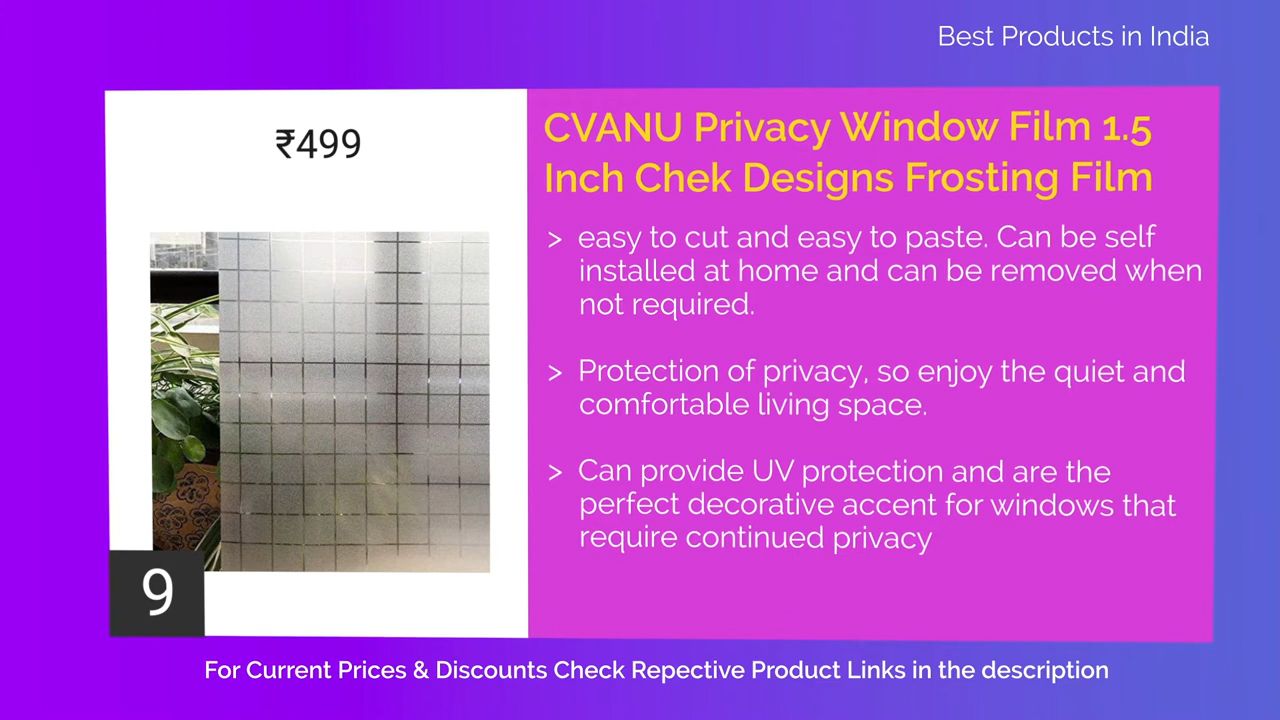 Best Products in India
₹499
CVANU Privacy Window Film 1.5
Inch Chek Designs Frosting Film
> easy to cut and easy to paste. Can be self
installed at home and can be removed when
not required.
> Protection of privacy, so enjoy the quiet and
comfortable living space.
> Can provide UV protection and are the
perfect decorative accent for windows that
require continued privacy
9
For Current Prices & Discounts Check Repective Product Links in the description